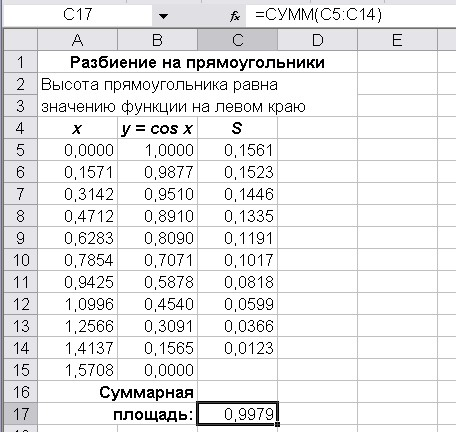 C17 fx =СУММ(C5:C14)
A B C D E
1 Разбиение на прямоугольники
2 Высота прямоугольника равна
3 значению функции на левом краю
4 x y = cos x S
5 0,0000 1,0000 0,1561
6 0,1571 0,9877 0,1523
7 0,3142 0,9510 0,1446
8 0,4712 0,8910 0,1335
9 0,6283 0,8090 0,1191
10 0,7854 0,7071 0,1017
11 0,9425 0,5878 0,0818
12 1,0996 0,4540 0,0599
13 1,2566 0,3091 0,0366
14 1,4137 0,1565 0,0123
15 1,5708 0,0000
16 Суммарная
17 площадь: 0,9979